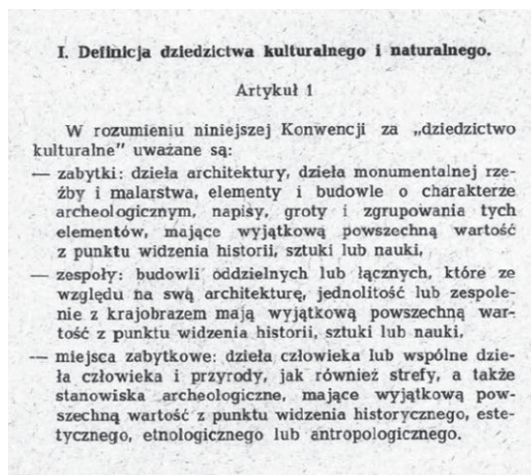 I. Definicja dziedzictwa kulturalnego i naturalnego.
Artykuł 1
W rozumieniu niniejszej Konwencji za „dziedzictwo
kulturalne" uważane są:
— zabytki: dzieła architektury, dzieła monumentalnej rze-
źby i malarstwa, elementy i budowle o charakterze
archeologicznym, napisy, groty i zgrupowania tych
elementów, mające wyjątkową powszechną wartość
z punktu widzenia historii, sztuki lub nauki,
— zespoły: budowli oddzielnych lub łącznych, które ze
względu na swą architekturę, jednolitość lub zespole-
nie z krajobrazem mają wyjątkową powszechną war-
tość z punktu widzenia historii, sztuki lub nauki,
— miejsca zabytkowe: dzieła człowieka lub wspólne dzie-
ła człowieka i przyrody, jak również strefy, a także
stanowiska archeologiczne, mające wyjątkową pow-
szechną wartość z punktu widzenia historycznego, este-
tycznego, etnologicznego lub antropologicznego.